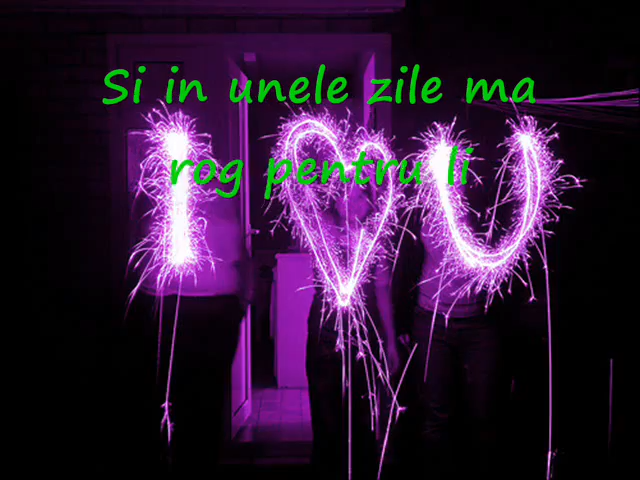 Si in unele zile ma
rog pentru li
I ♥ U